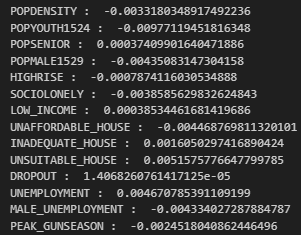 POPDENSITY :  -0.0033180348917492236
POPYOUTH1524 :  -0.00977119451816348
POPSENIOR :  0.00037409901640471886
POPMALE1529 :  -0.00435083147304158
HIGHRISE :  -0.0007874116030534888
SOCIOLONELY :  -0.0038585629832624843
LOW_INCOME :  0.00038534461681419686
UNAFFORDABLE_HOUSE :  -0.004468769811320101
INADEQUATE_HOUSE :  0.0016050297416890424
UNSUITABLE_HOUSE :  0.0051575776647799785
DROPOUT :  1.4068260761417125e-05
UNEMPLOYMENT :  0.004670785391109199
MALE_UNEMPLOYMENT :  -0.004334027287884787
PEAK_GUNSEASON :  -0.0024518040862446496